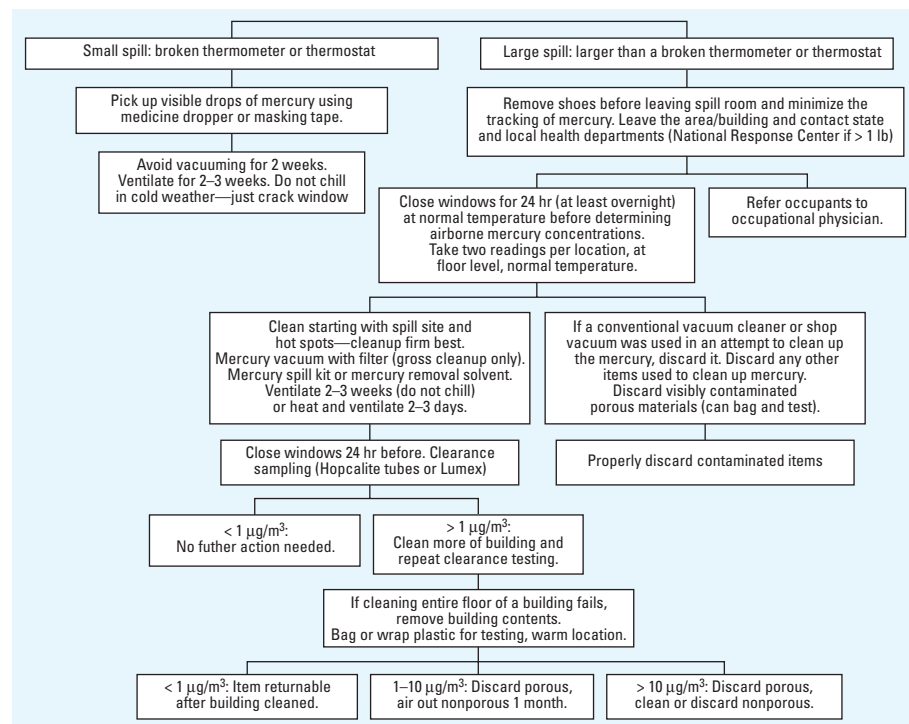 Small spill: broken thermometer or thermostat
Large spill: larger than a broken thermometer or thermostat
Pick up visible drops of mercury using
medicine dropper or masking tape.
Remove shoes before leaving spill room and minimize the
tracking of mercury. Leave the area/building and contact state
and local health departments (National Response Center if > 1 lb)
Avoid vacuuming for 2 weeks.
Ventilate for 2–3 weeks. Do not chill
in cold weather—just crack window
Close windows for 24 hr (at least overnight)
at normal temperature before determining
airborne mercury concentrations.
Take two readings per location, at
floor level, normal temperature.
Refer occupants to
occupational physician.
Clean starting with spill site and
hot spots—cleanup firm best.
Mercury vacuum with filter (gross cleanup only).
Mercury spill kit or mercury removal solvent.
Ventilate 2–3 weeks (do not chill)
or heat and ventilate 2–3 days.
If a conventional vacuum cleaner or shop
vacuum was used in an attempt to clean up
the mercury, discard it. Discard any other
items used to clean up mercury.
Discard visibly contaminated
porous materials (can bag and test).
Close windows 24 hr before. Clearance
sampling (Hopcalite tubes or Lumex)
Properly discard contaminated items
< 1 µg/m³:
No futher action needed.
> 1 µg/m³:
Clean more of building and
repeat clearance testing.
If cleaning entire floor of a building fails,
remove building contents.
Bag or wrap plastic for testing, warm location.
< 1 µg/m³: Item returnable
after building cleaned.
1–10 µg/m³: Discard porous,
air out nonporous 1 month.
> 10 µg/m³: Discard porous,
clean or discard nonporous.